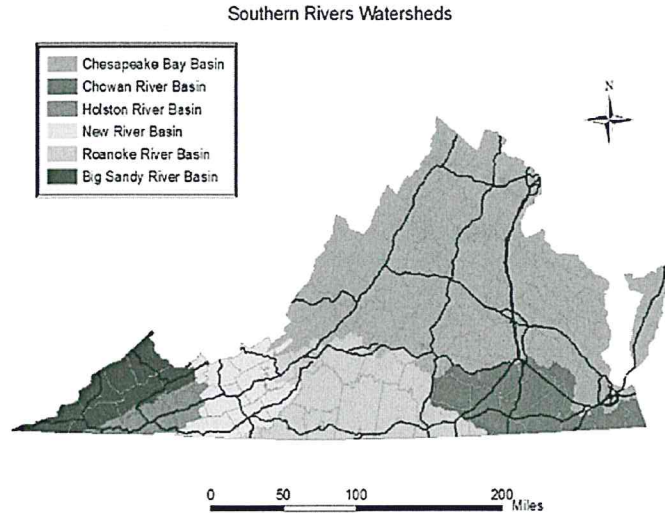 Southern Rivers Watersheds
Chesapeake Bay Basin
Chowan River Basin
Holston River Basin
New River Basin
Roanoke River Basin
Big Sandy River Basin
N
0 50 100 200
Miles